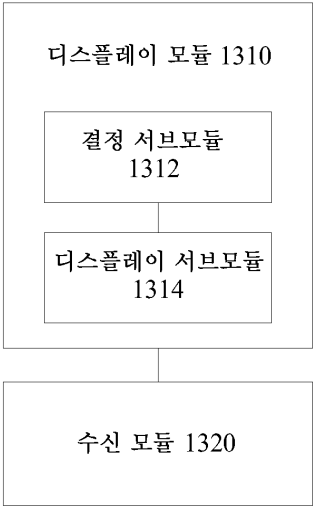 디스플레이 모듈 1310
결정 서브모듈
1312
디스플레이 서브모듈
1314
수신 모듈 1320